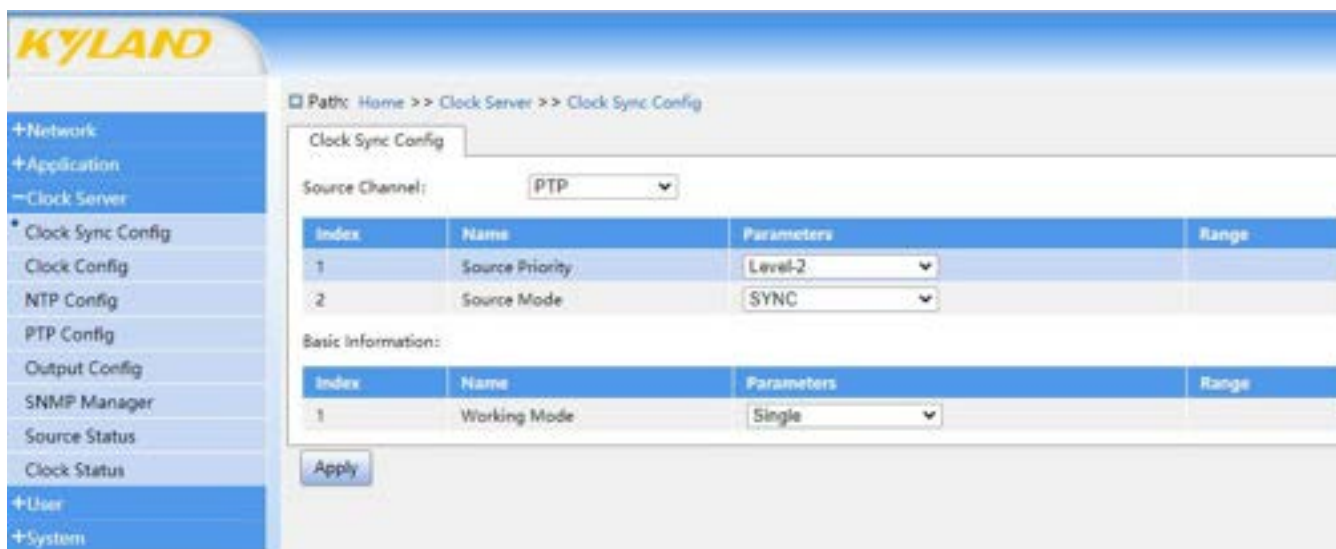 KYLAND
Path: Home >> Clock Server >> Clock Sync Config
+Network
+Application
−Clock Server
Clock Sync Config
Clock Config
NTP Config
PTP Config
Output Config
SNMP Manager
Source Status
Clock Status
+User
+System
Clock Sync Config
Source Channel: PTP
Index Name Parameters Range
1 Source Priority Level-2
2 Source Mode SYNC
Basic Information:
Index Name Parameters Range
1 Working Mode Single
Apply